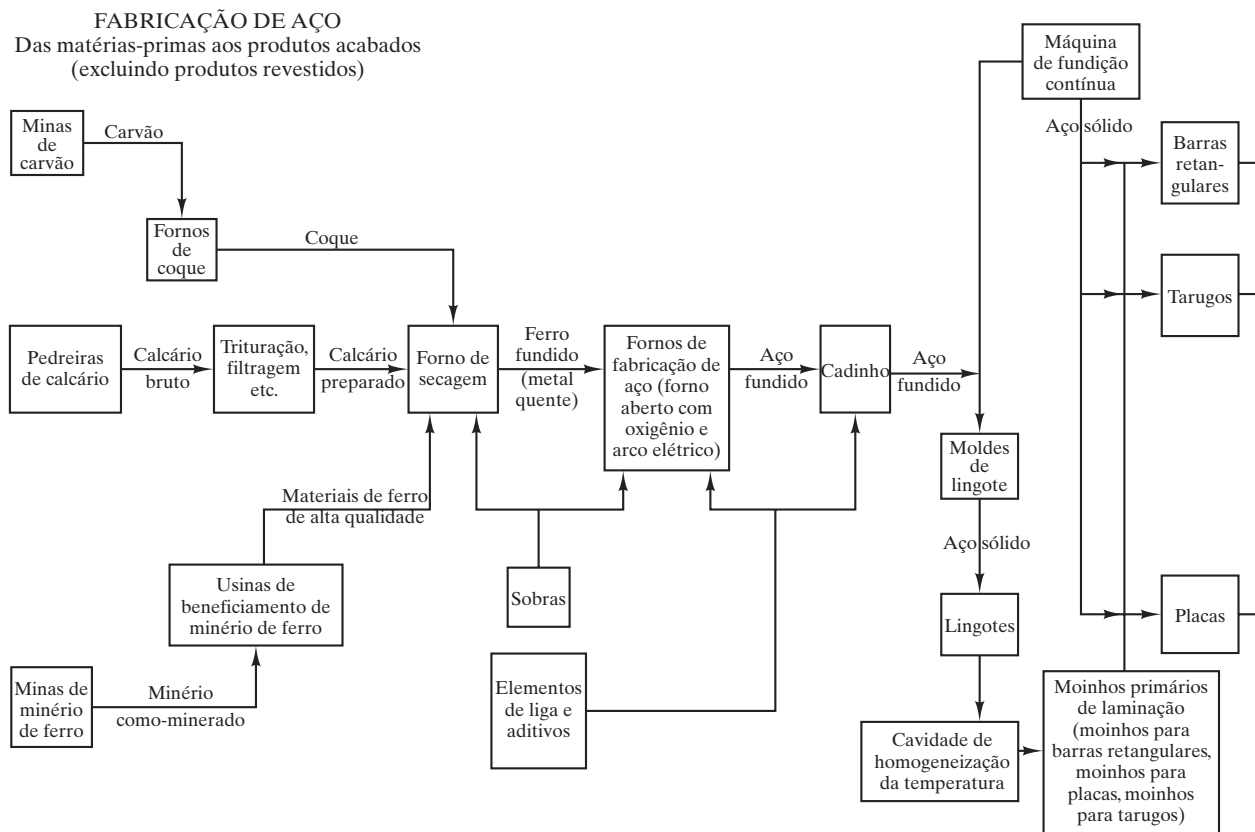 FABRICAÇÃO DE AÇO
Das matérias-primas aos produtos acabados
(excluindo produtos revestidos)
Minas
de
carvão
Carvão
Fornos
de
coque
Coque
Pedreiras
de calcário
Calcário
bruto
Trituração,
filtragem
etc.
Calcário
preparado
Forno de
secagem
Ferro
fundido
(metal
quente)
Fornos de
fabricação de
aço (forno
aberto com
oxigênio e
arco elétrico)
Aço
fundido
Cadinho
Aço
fundido
Máquina
de fundição
contínua
Aço sólido
Barras
retan-
gulares
Tarugos
Placas
Moldes
de
lingote
Aço sólido
Lingotes
Materiais de ferro
de alta qualidade
Usinas de
beneficiamento de
minério de ferro
Sobras
Minas de
minério
de ferro
Minério
como-minerado
Elementos
de liga e
aditivos
Cavidade de
homogeneização
da temperatura
Moinhos primários
de laminação
(moinhos para
barras retangulares,
moinhos para
placas, moinhos
para tarugos)